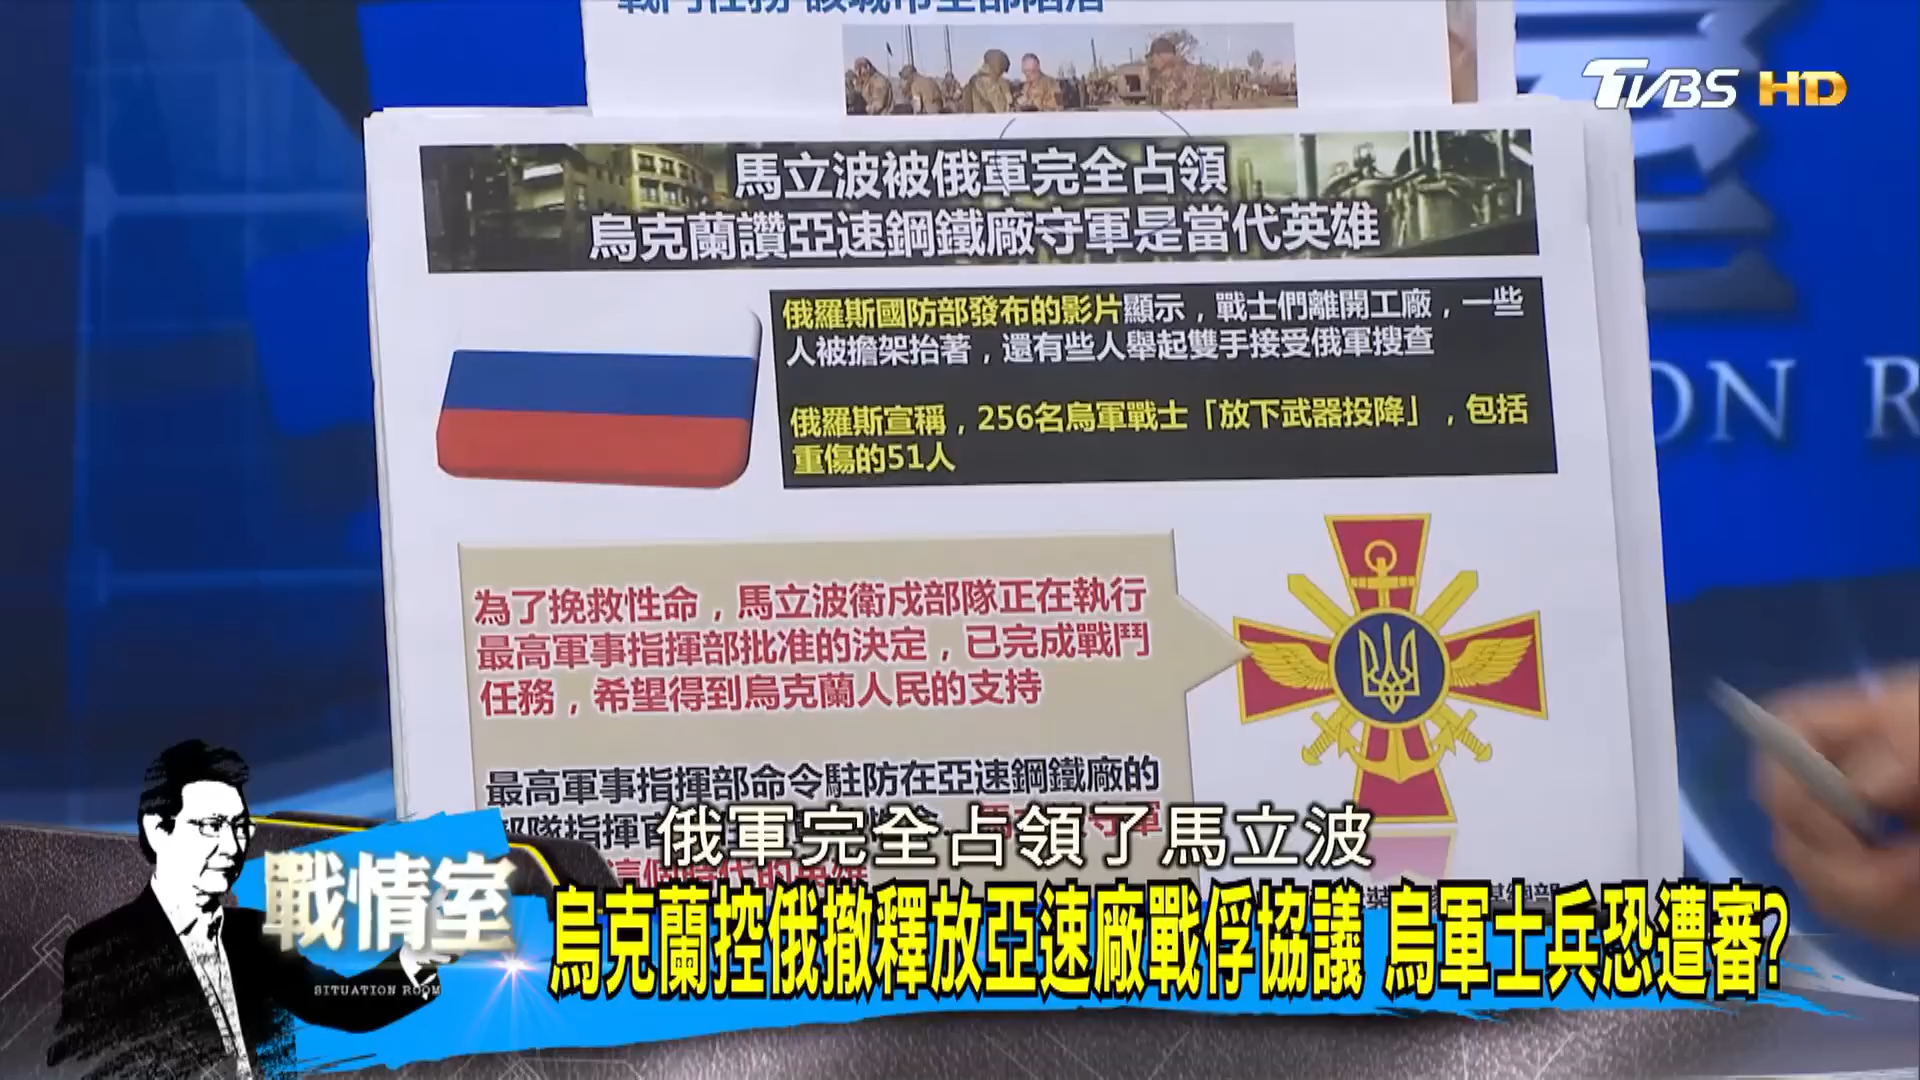 TVBS HD
馬立波被俄軍完全占領
烏克蘭讚亞速鋼鐵廠守軍是當代英雄
俄羅斯國防部發布的影片顯示，戰士們離開工廠，一些
人被擔架抬著，還有些人舉起雙手接受俄軍搜查
俄羅斯宣稱，256名烏軍戰士「放下武器投降」，包括
重傷的51人
ON R
為了挽救性命，馬立波衛戍部隊正在執行
最高軍事指揮部批准的決定，已完成戰鬥
任務，希望得到烏克蘭人民的支持
最高軍事指揮部命令駐防在亞速鋼鐵廠的
部隊指揮官
守軍
俄軍完全占領了馬立波
戰情室
SITUATION ROOM
烏克蘭控俄撤釋放亞速廠戰俘協議 烏軍士兵恐遭審?